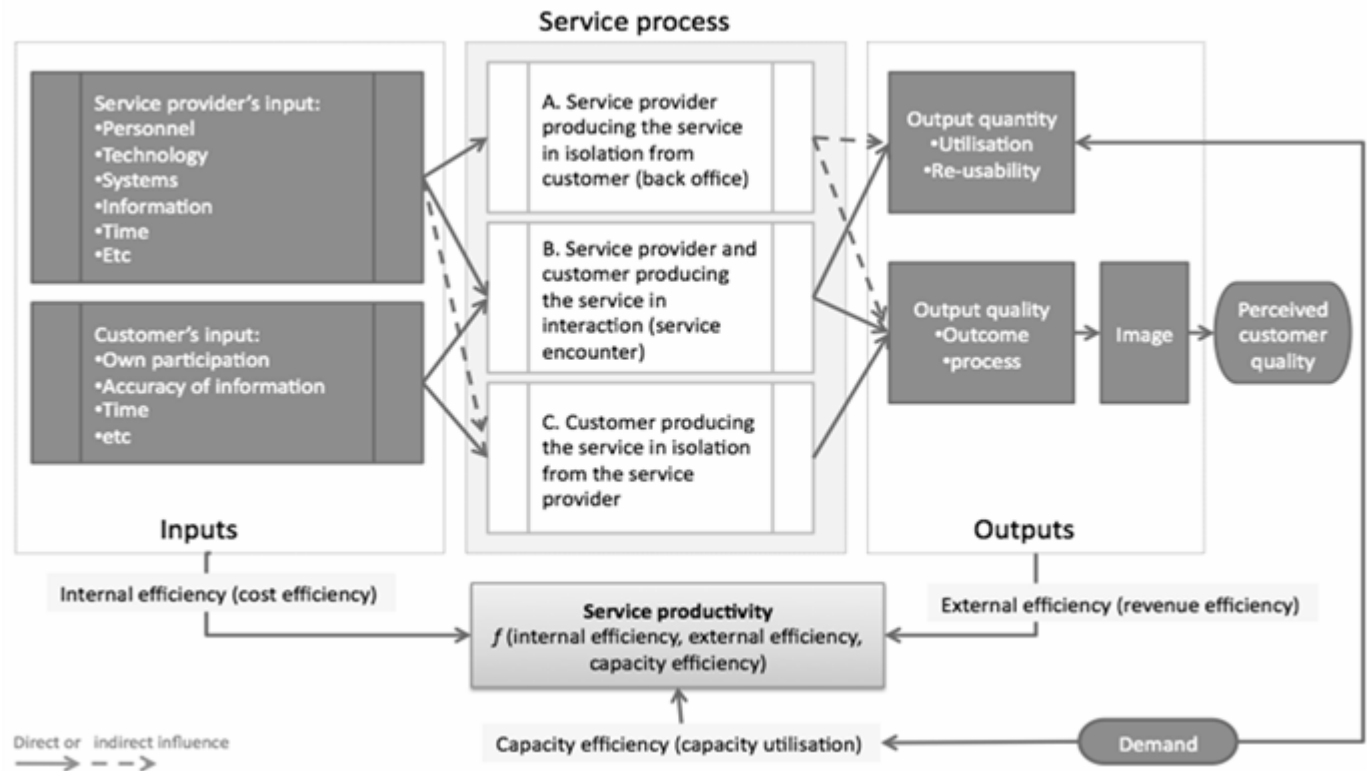 Service process
Service provider's input:
•Personnel
•Technology
•Systems
•Information
•Time
•Etc
Customer's input:
•Own participation
•Accuracy of information
•Time
•etc
Inputs
A. Service provider
producing the service
in isolation from
customer (back office)
B. Service provider and
customer producing
the service in
interaction (service
encounter)
C. Customer producing
the service in isolation
from the service
provider
Output quantity
•Utilisation
•Re-usability
Output quality
•Outcome
•process
Image
Perceived
customer
quality
Outputs
Internal efficiency (cost efficiency)
Service productivity
f (internal efficiency, external efficiency,
capacity efficiency)
External efficiency (revenue efficiency)
Capacity efficiency (capacity utilisation)
Demand
Direct or indirect influence